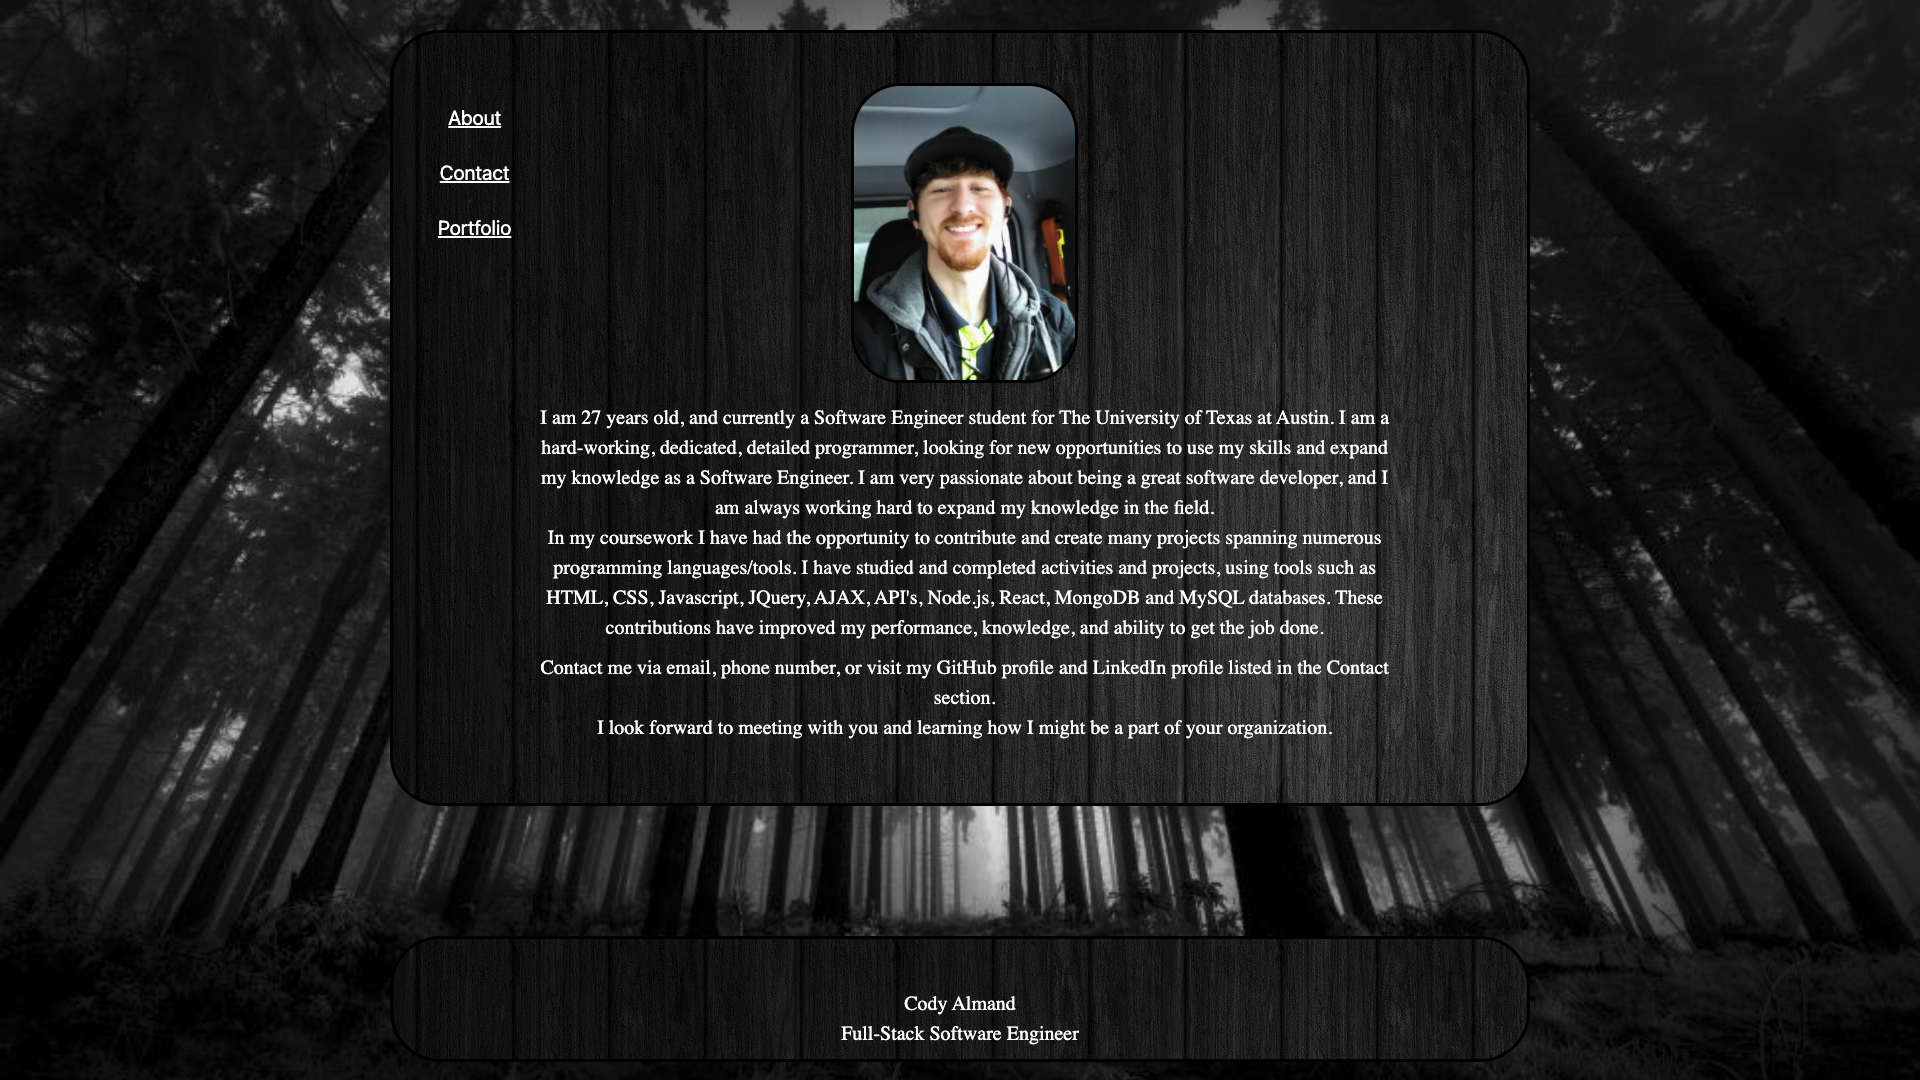 About
Contact
Portfolio
I am 27 years old, and currently a Software Engineer student for The University of Texas at Austin. I am a
hard-working, dedicated, detailed programmer, looking for new opportunities to use my skills and expand
my knowledge as a Software Engineer. I am very passionate about being a great software developer, and I
am always working hard to expand my knowledge in the field.
In my coursework I have had the opportunity to contribute and create many projects spanning numerous
programming languages/tools. I have studied and completed activities and projects, using tools such as
HTML, CSS, Javascript, JQuery, AJAX, API's, Node.js, React, MongoDB and MySQL databases. These
contributions have improved my performance, knowledge, and ability to get the job done.
Contact me via email, phone number, or visit my GitHub profile and LinkedIn profile listed in the Contact
section.
I look forward to meeting with you and learning how I might be a part of your organization.
Cody Almand
Full-Stack Software Engineer